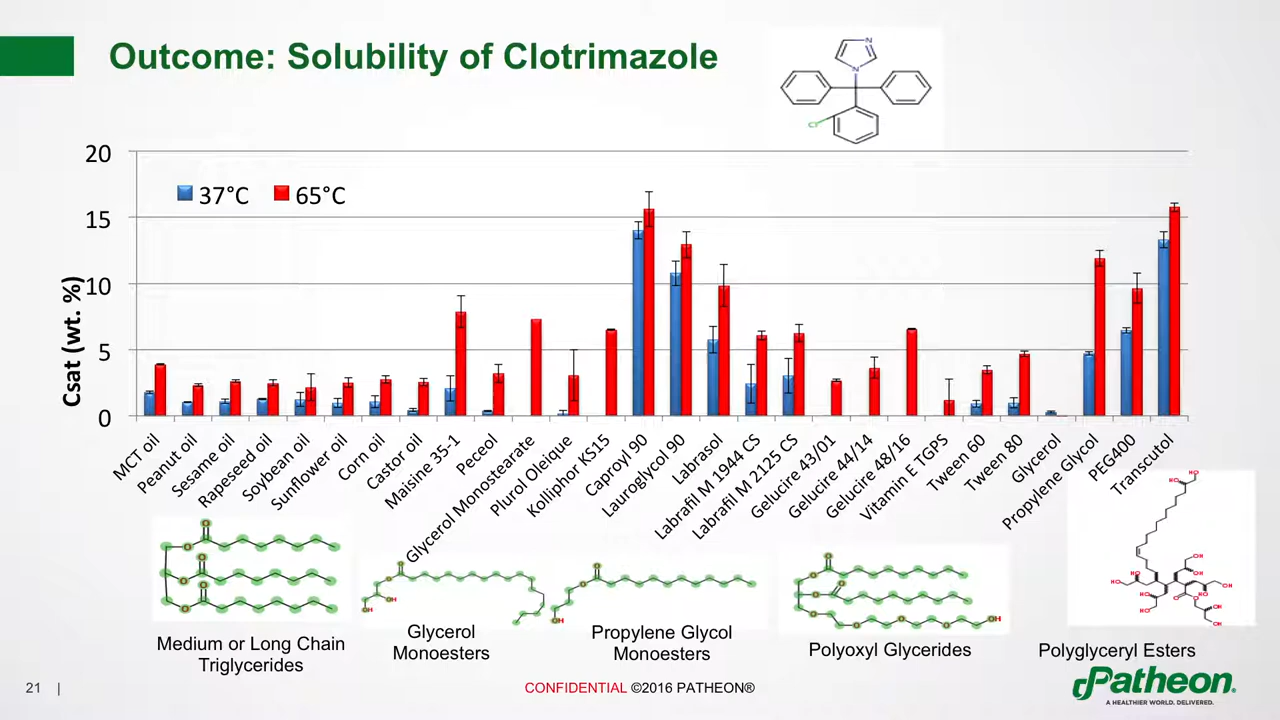 Outcome: Solubility of Clotrimazole
N
N
Cl
20
15
10
5
0
Csat (wt. %)
37°C 65°C
MCT oil
Peanut oil
Sesame oil
Rapeseed oil
Soybean oil
Sunflower oil
Corn oil
Castor oil
Maisine 35-1
Peceol
Glycerol Monostearate
Plurol Oleique
Kolliphor KS15
Caproyl 90
Lauroglycol 90
Labrasol
Labrafil M 1944 CS
Labrafil M 2125 CS
Gelucire 43/01
Gelucire 44/14
Gelucire 48/16
Vitamin E TGPS
Tween 60
Tween 80
Glycerol
Propylene Glycol
PEG400
Transcutol
Medium or Long Chain
Triglycerides
Glycerol
Monoesters
Propylene Glycol
Monoesters
Polyoxyl Glycerides
Polyglyceryl Esters
21 |
CONFIDENTIAL ©2016 PATHEON®
Patheon®
A HEALTHIER WORLD. DELIVERED.